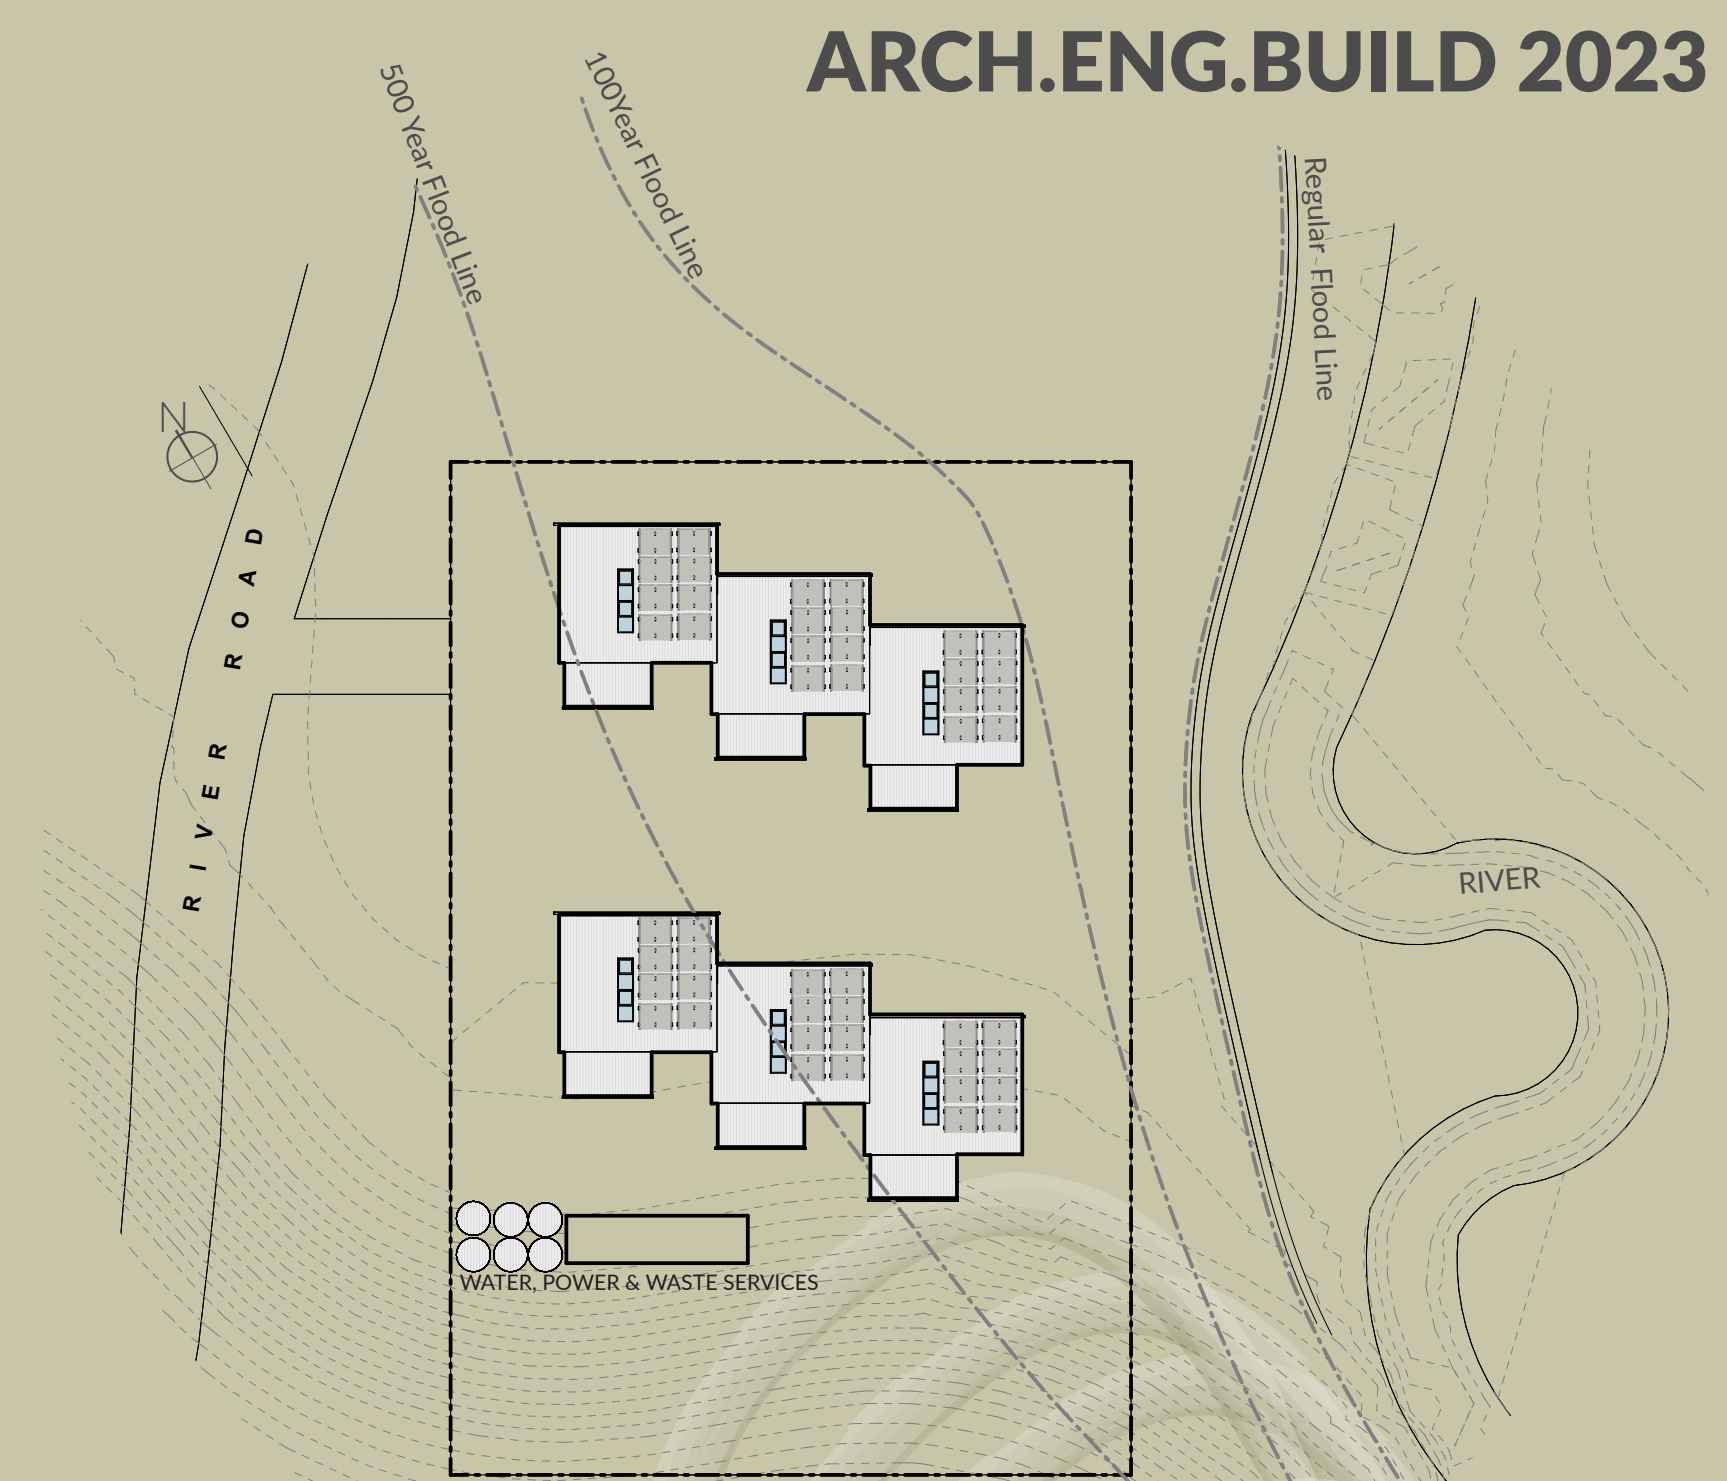 ARCH.ENG.BUILD 2023
500 Year Flood Line
100Year Flood Line
Regular Flood Line
N
RIVER ROAD
RIVER
WATER, POWER & WASTE SERVICES